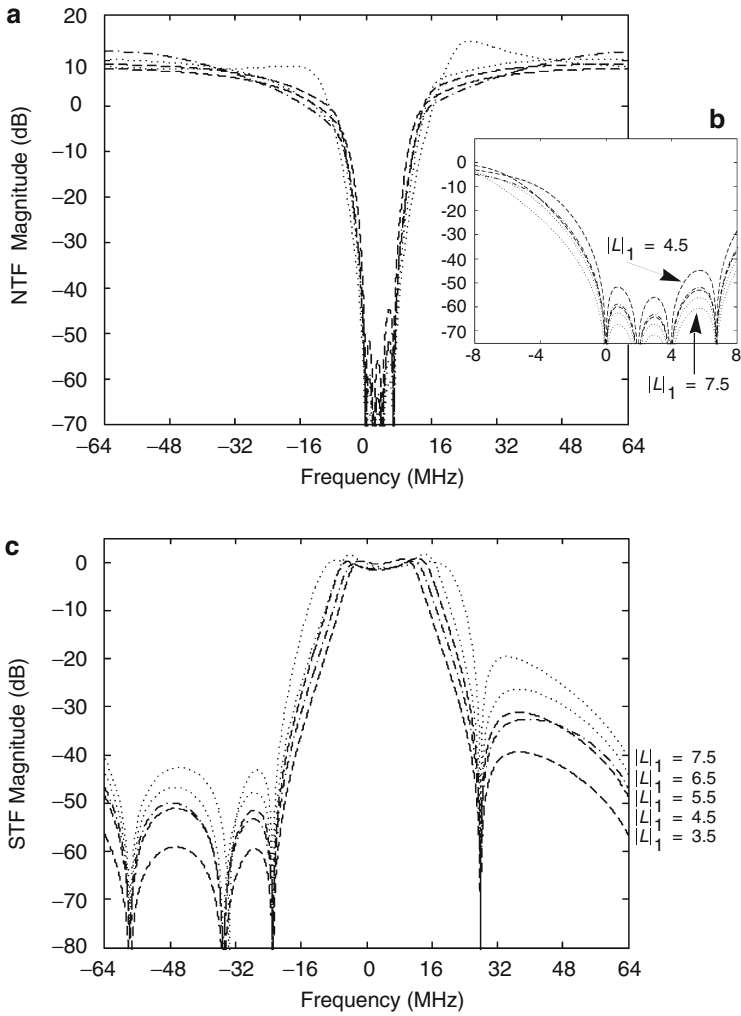 a
20
10
0
−10
−20
−30
−40
−50
−60
−70
NTF Magnitude (dB)
−64 −48 −32 −16 0 16 32 48 64
Frequency (MHz)
b
0
-10
-20
-30
-40
-50
-60
-70
-8 -4 0 4 8
|L|1 = 4.5
|L|1 = 7.5
c
0
−10
−20
−30
−40
−50
−60
−70
−80
STF Magnitude (dB)
−64 −48 −32 −16 0 16 32 48 64
Frequency (MHz)
|L|1 = 7.5
|L|1 = 6.5
|L|1 = 5.5
|L|1 = 4.5
|L|1 = 3.5